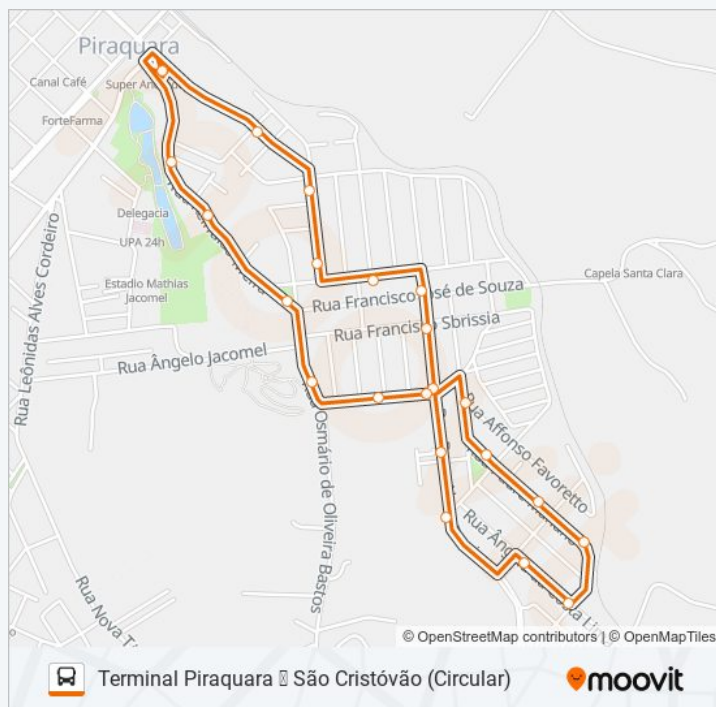 Piraquara
Canal Café
Super
ForteFarma
Delegacia
UPA 24h
Estadio Mathias
Jacomel
Capela Santa Clara
Rua Francisco José de Souza
Rua Francisco Sbrissia
Rua Ângelo Jacomel
Rua Leônidas Alves Cordeiro
Rua Osmário de Oliveira Bastos
Rua Affonso Favoretto
Rua Nova
© OpenStreetMap contributors | © OpenMapTiles
Terminal Piraquara São Cristóvão (Circular)
moovit